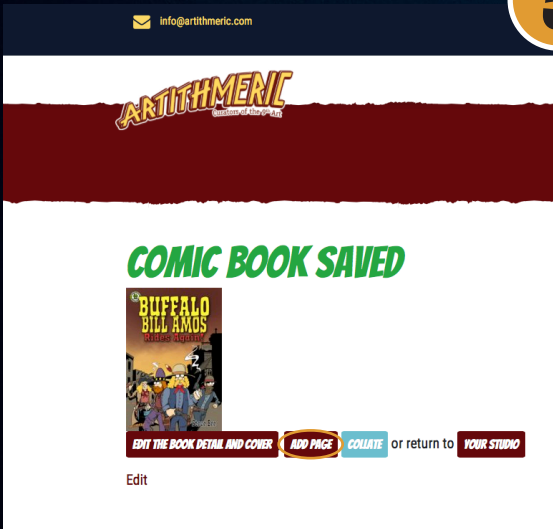 info@artithmeric.com
ARTITHMERIC
Curators of the 9th Art
COMIC BOOK SAVED
BUFFALO
BILL AMOS
Rides Again!
EDIT THE BOOK DETAIL AND COVER ADD PAGE COLLATE or return to YOUR STUDIO
Edit